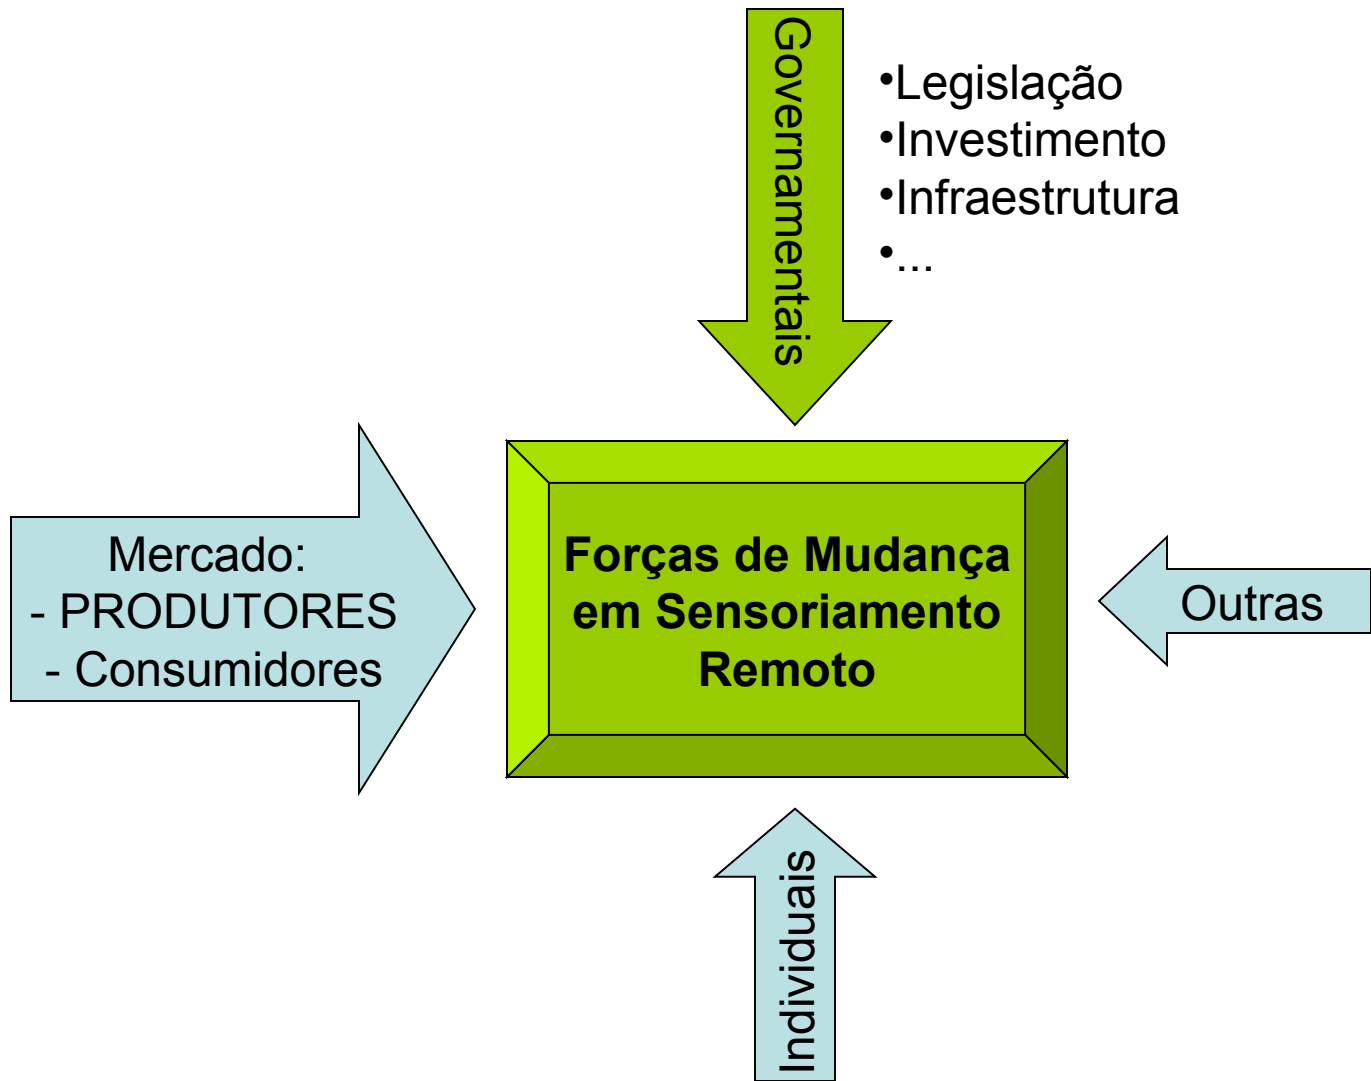 Governamentais
•Legislação
•Investimento
•Infraestrutura
•...
Mercado:
- PRODUTORES
- Consumidores
Forças de Mudança
em Sensoriamento
Remoto
Outras
Individuais